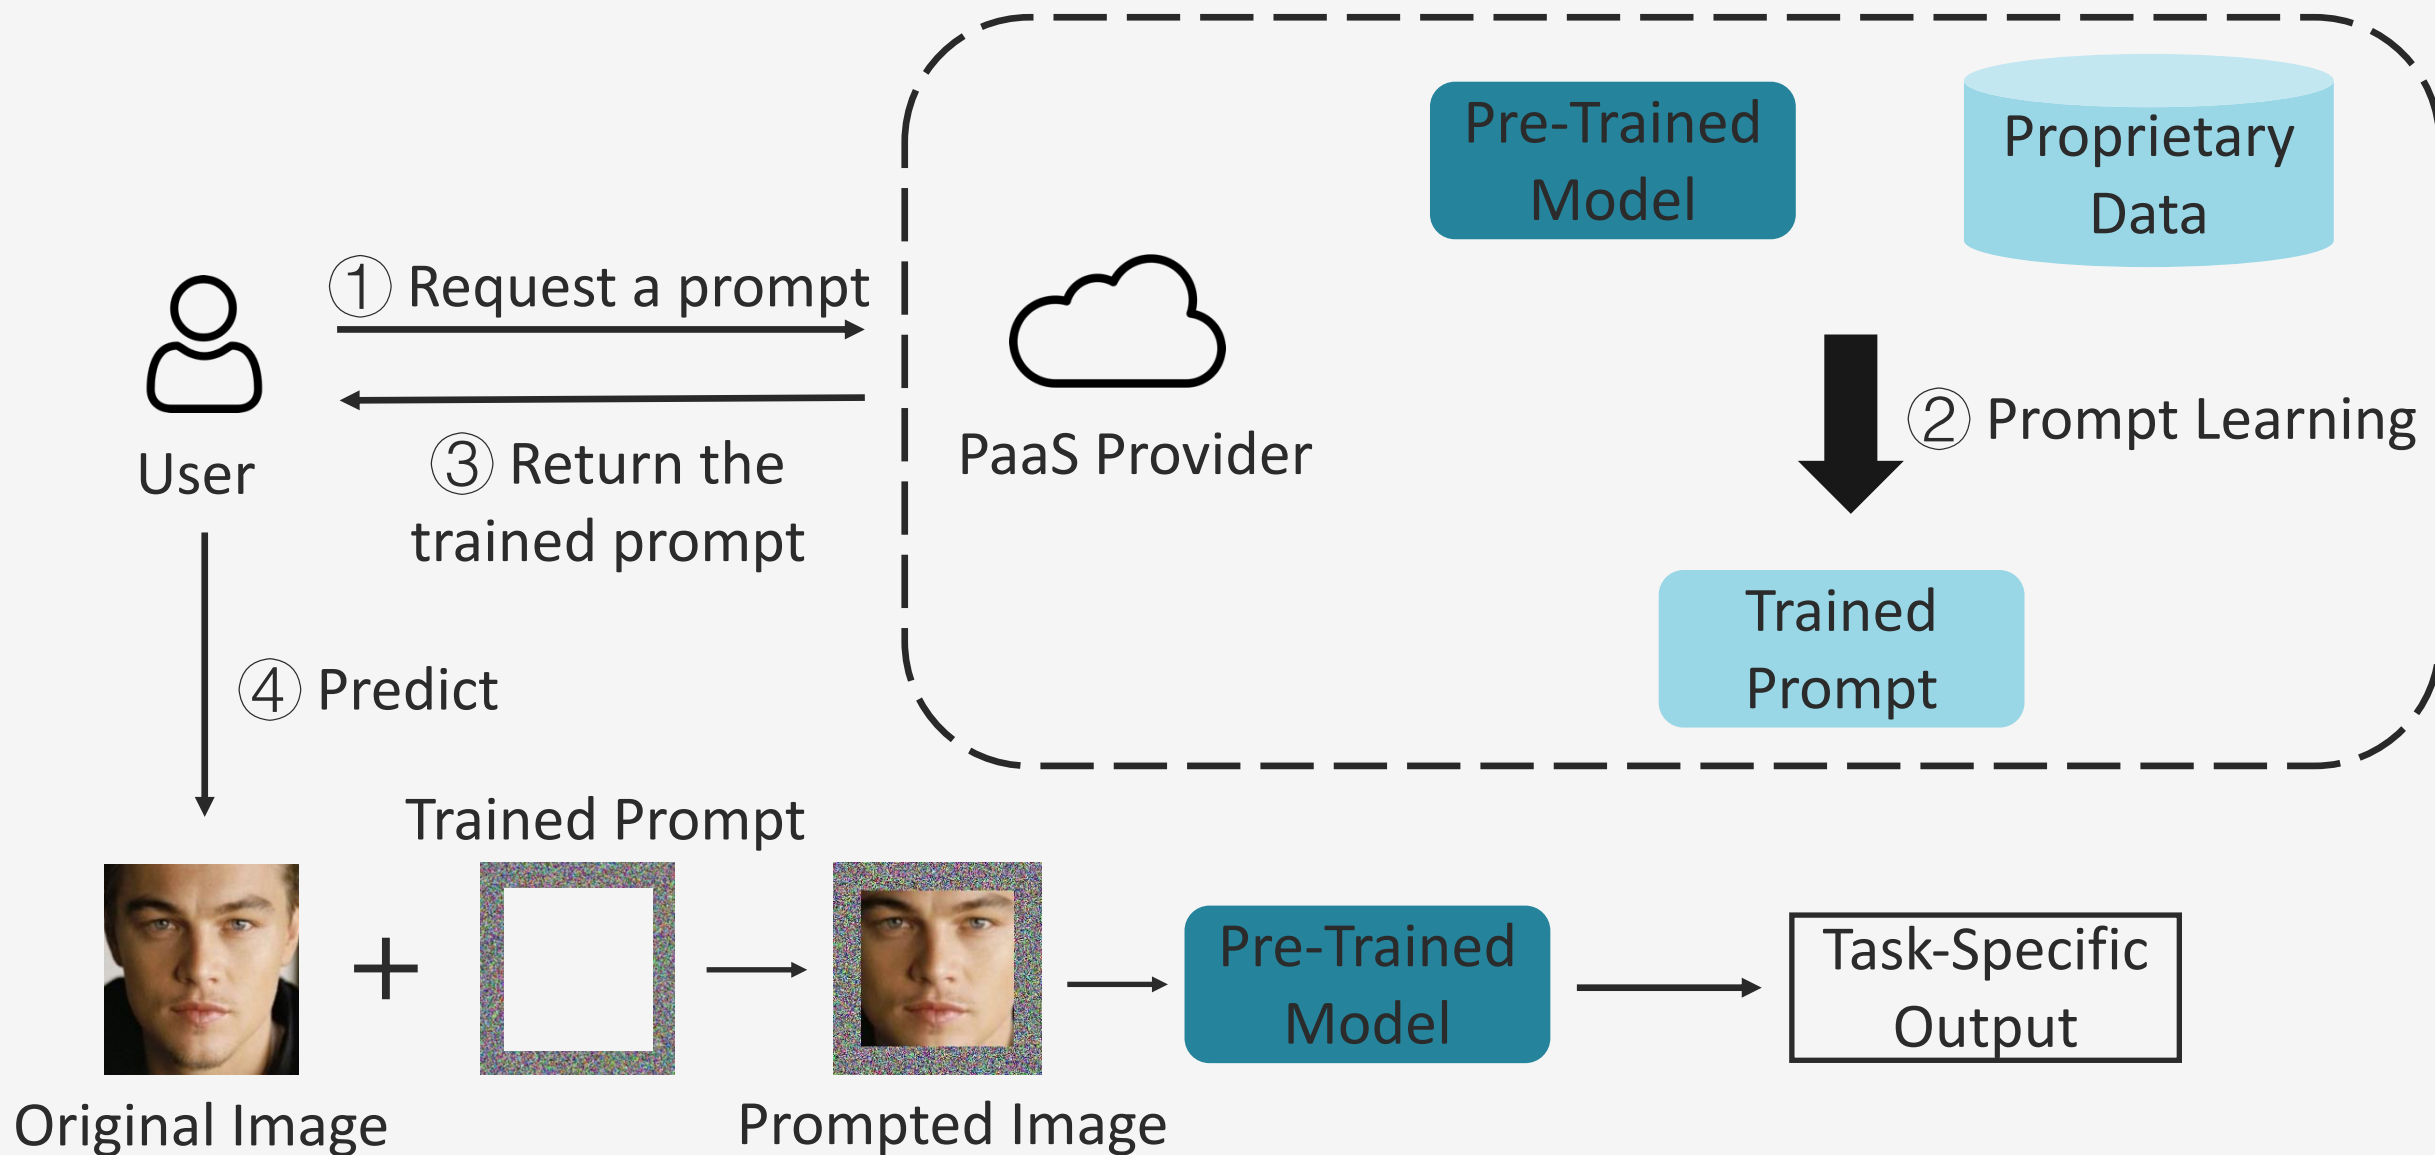 Pre-Trained
Model
Proprietary
Data
① Request a prompt
User
③ Return the
trained prompt
PaaS Provider
② Prompt Learning
Trained
Prompt
④ Predict
Trained Prompt
Original Image
Prompted Image
Pre-Trained
Model
Task-Specific
Output